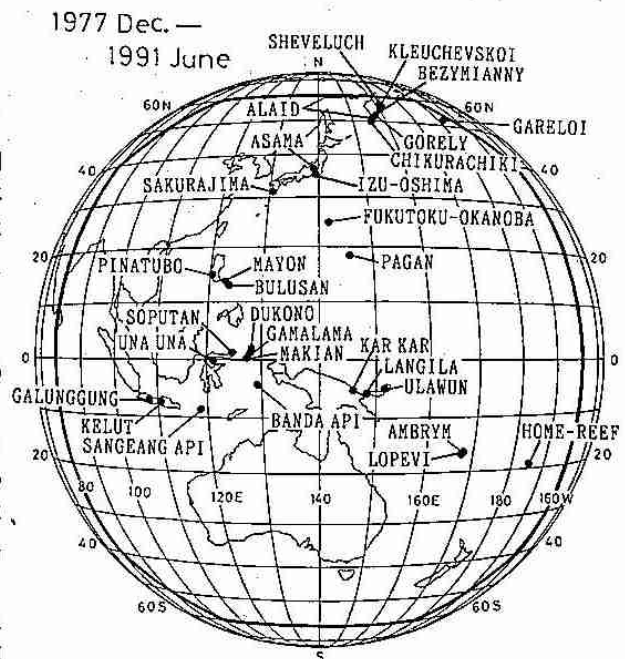 1977 Dec. —
1991 June
SHEVELUCH
KLEUCHEVSKOI
N
BEZYMIANNY
60N
60N
ALAID
GARELOI
ASAMA
GORELY
CHIKURACHIKI
40
40
SAKURAJIMA
IZU-OSHIMA
FUKUTOKU-OKANOBA
20
20
PINATUBO
MAYON
PAGAN
BULUSAN
SOPUTAN
DUKONO
UNA UNA
GAMALAMA
MAKIAN
KAR KAR
0
0
LANGILA
ULAWUN
GALUNGGUNG
KELUT
BANDA API
SANGEANG API
AMBRYM
HOME-REEF
LOPEVI
20
20
80
100
120E
140
160E
180
160W
40
40
60S
60S
S